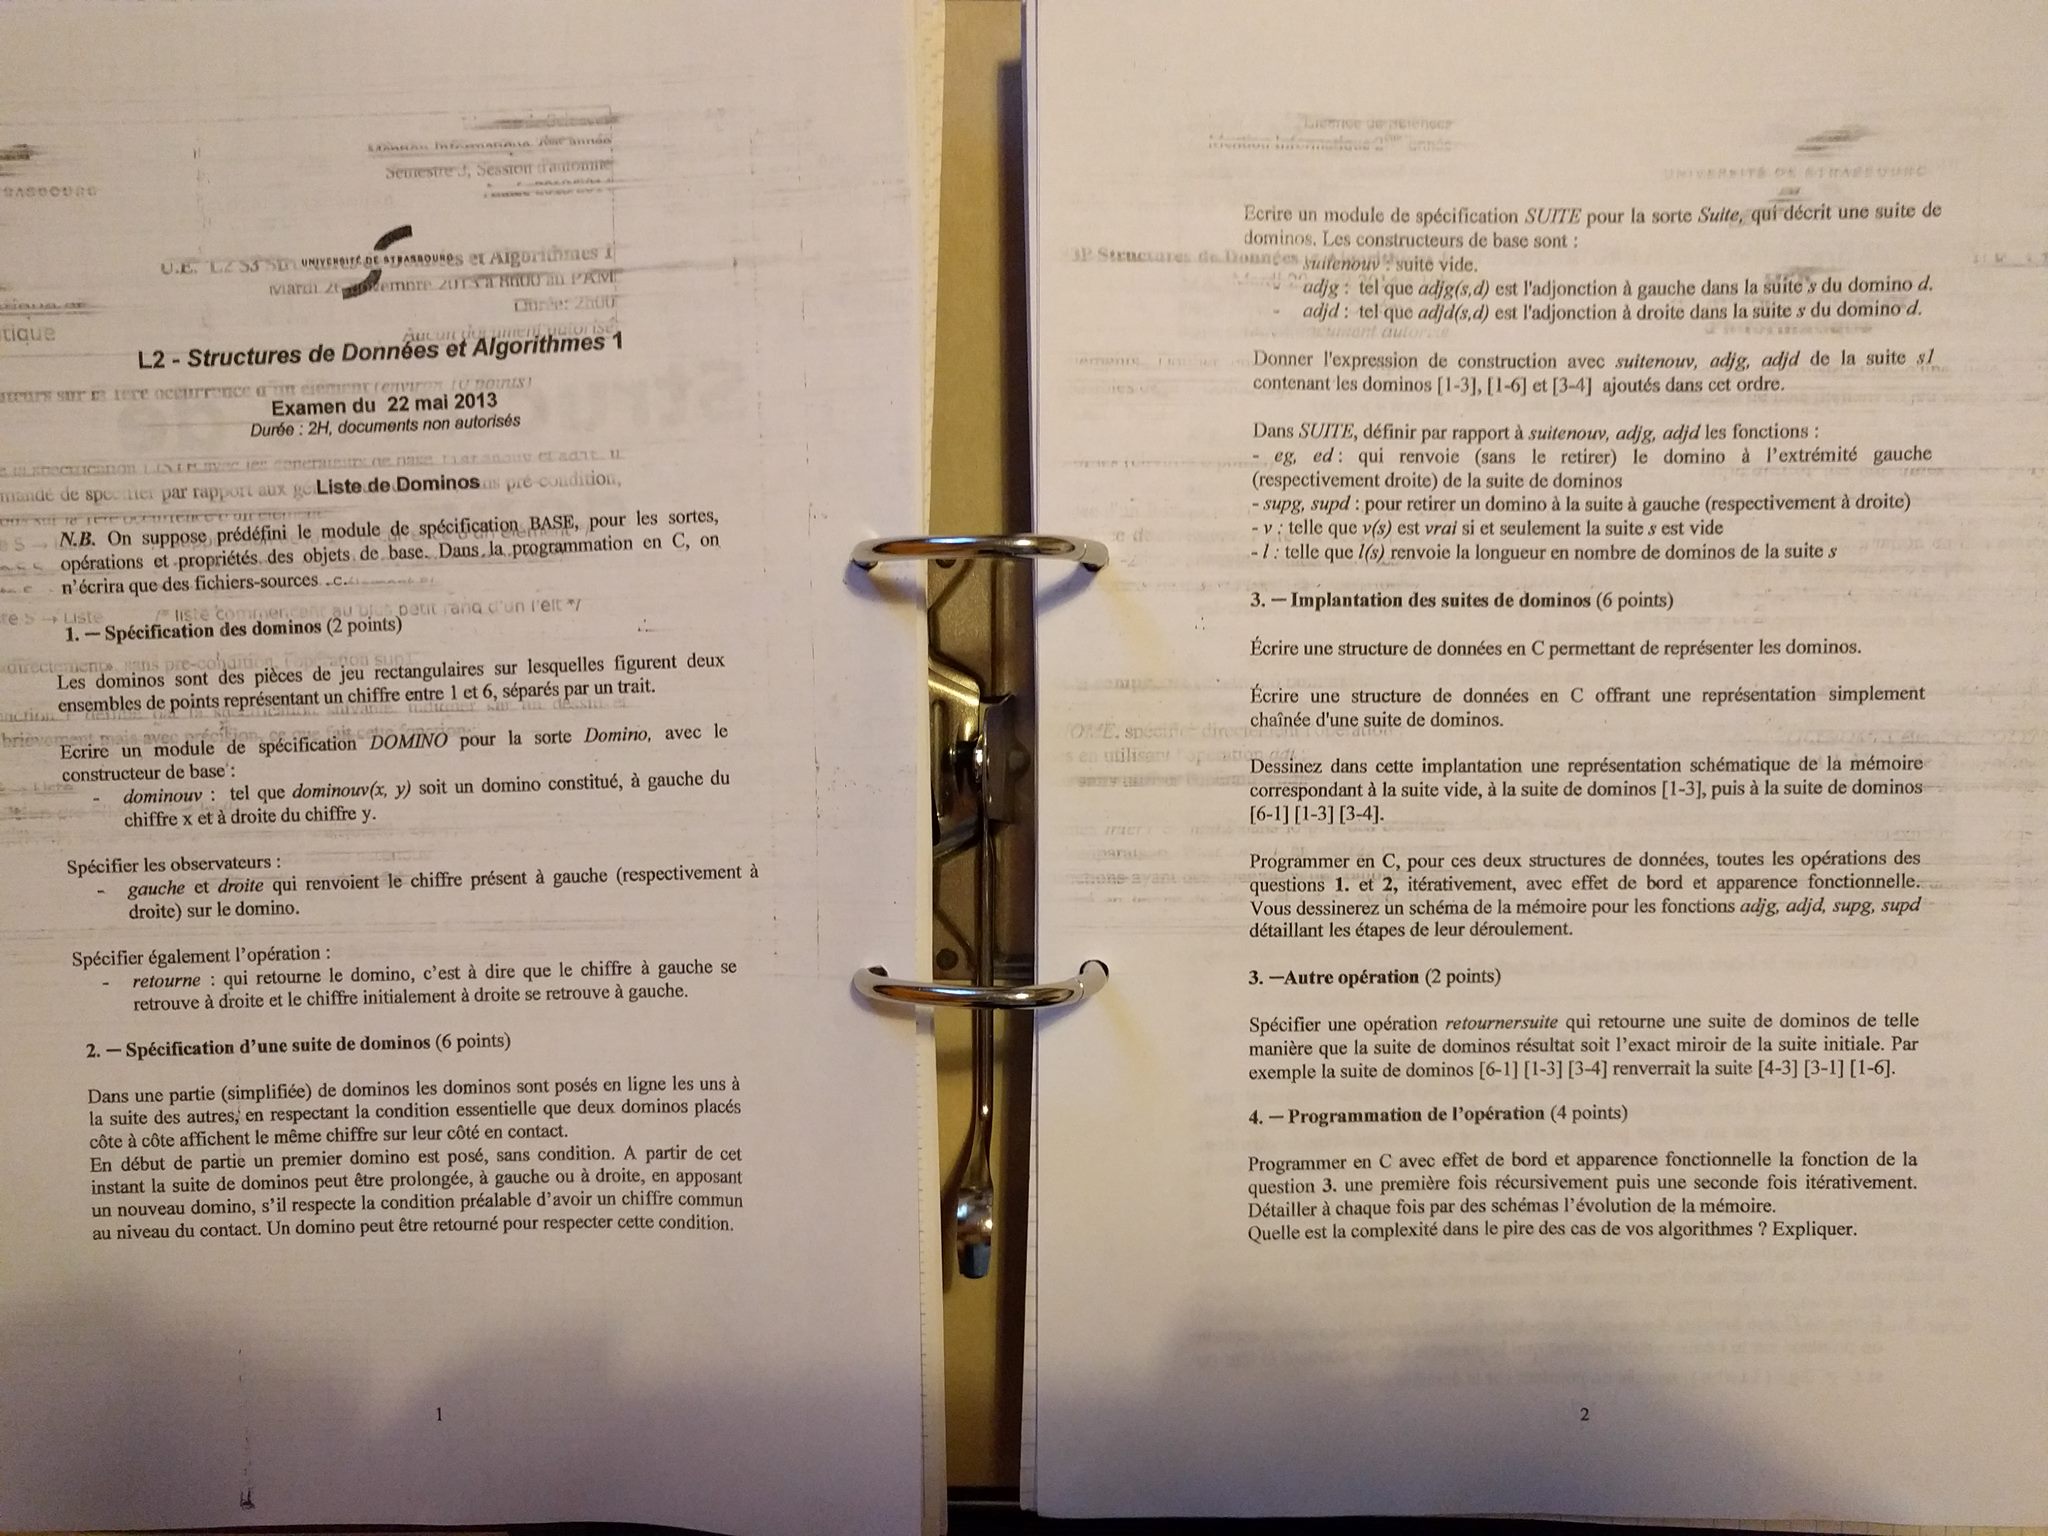 UNIVERSITÉ DE STRASBOURG
L2 - Structures de Données et Algorithmes 1
Examen du 22 mai 2013
Durée : 2H, documents non autorisés
Liste de Dominos
N.B. On suppose prédéfini le module de spécification BASE, pour les sortes,
opérations et propriétés des objets de base. Dans la programmation en C, on
n'écrira que des fichiers-sources .c.
1. — Spécification des dominos (2 points)
Les dominos sont des pièces de jeu rectangulaires sur lesquelles figurent deux
ensembles de points représentant un chiffre entre 1 et 6, séparés par un trait.
Ecrire un module de spécification DOMINO pour la sorte Domino, avec le
constructeur de base :
- dominouv : tel que dominouv(x, y) soit un domino constitué, à gauche du
chiffre x et à droite du chiffre y.
Spécifier les observateurs :
- gauche et droite qui renvoient le chiffre présent à gauche (respectivement à
droite) sur le domino.
Spécifier également l'opération :
- retourne : qui retourne le domino, c'est à dire que le chiffre à gauche se
retrouve à droite et le chiffre initialement à droite se retrouve à gauche.
2. — Spécification d'une suite de dominos (6 points)
Dans une partie (simplifiée) de dominos les dominos sont posés en ligne les uns à
la suite des autres, en respectant la condition essentielle que deux dominos placés
côte à côte affichent le même chiffre sur leur côté en contact.
En début de partie un premier domino est posé, sans condition. A partir de cet
instant la suite de dominos peut être prolongée, à gauche ou à droite, en apposant
un nouveau domino, s'il respecte la condition préalable d'avoir un chiffre commun
au niveau du contact. Un domino peut être retourné pour respecter cette condition.
1
Ecrire un module de spécification SUITE pour la sorte Suite, qui décrit une suite de
dominos. Les constructeurs de base sont :
suitenouv : suite vide.
- adjg : tel que adjg(s,d) est l'adjonction à gauche dans la suite s du domino d.
- adjd : tel que adjd(s,d) est l'adjonction à droite dans la suite s du domino d.
Donner l'expression de construction avec suitenouv, adjg, adjd de la suite s1
contenant les dominos [1-3], [1-6] et [3-4] ajoutés dans cet ordre.
Dans SUITE, définir par rapport à suitenouv, adjg, adjd les fonctions :
- eg, ed : qui renvoie (sans le retirer) le domino à l'extrémité gauche
(respectivement droite) de la suite de dominos
- supg, supd : pour retirer un domino à la suite à gauche (respectivement à droite)
- v : telle que v(s) est vrai si et seulement la suite s est vide
- l : telle que l(s) renvoie la longueur en nombre de dominos de la suite s
3. — Implantation des suites de dominos (6 points)
Écrire une structure de données en C permettant de représenter les dominos.
Écrire une structure de données en C offrant une représentation simplement
chaînée d'une suite de dominos.
Dessinez dans cette implantation une représentation schématique de la mémoire
correspondant à la suite vide, à la suite de dominos [1-3], puis à la suite de dominos
[6-1] [1-3] [3-4].
Programmer en C, pour ces deux structures de données, toutes les opérations des
questions 1. et 2, itérativement, avec effet de bord et apparence fonctionnelle.
Vous dessinerez un schéma de la mémoire pour les fonctions adjg, adjd, supg, supd
détaillant les étapes de leur déroulement.
3. —Autre opération (2 points)
Spécifier une opération retournersuite qui retourne une suite de dominos de telle
manière que la suite de dominos résultat soit l'exact miroir de la suite initiale. Par
exemple la suite de dominos [6-1] [1-3] [3-4] renverrait la suite [4-3] [3-1] [1-6].
4. — Programmation de l'opération (4 points)
Programmer en C avec effet de bord et apparence fonctionnelle la fonction de la
question 3. une première fois récursivement puis une seconde fois itérativement.
Détailler à chaque fois par des schémas l'évolution de la mémoire.
Quelle est la complexité dans le pire des cas de vos algorithmes ? Expliquer.
2